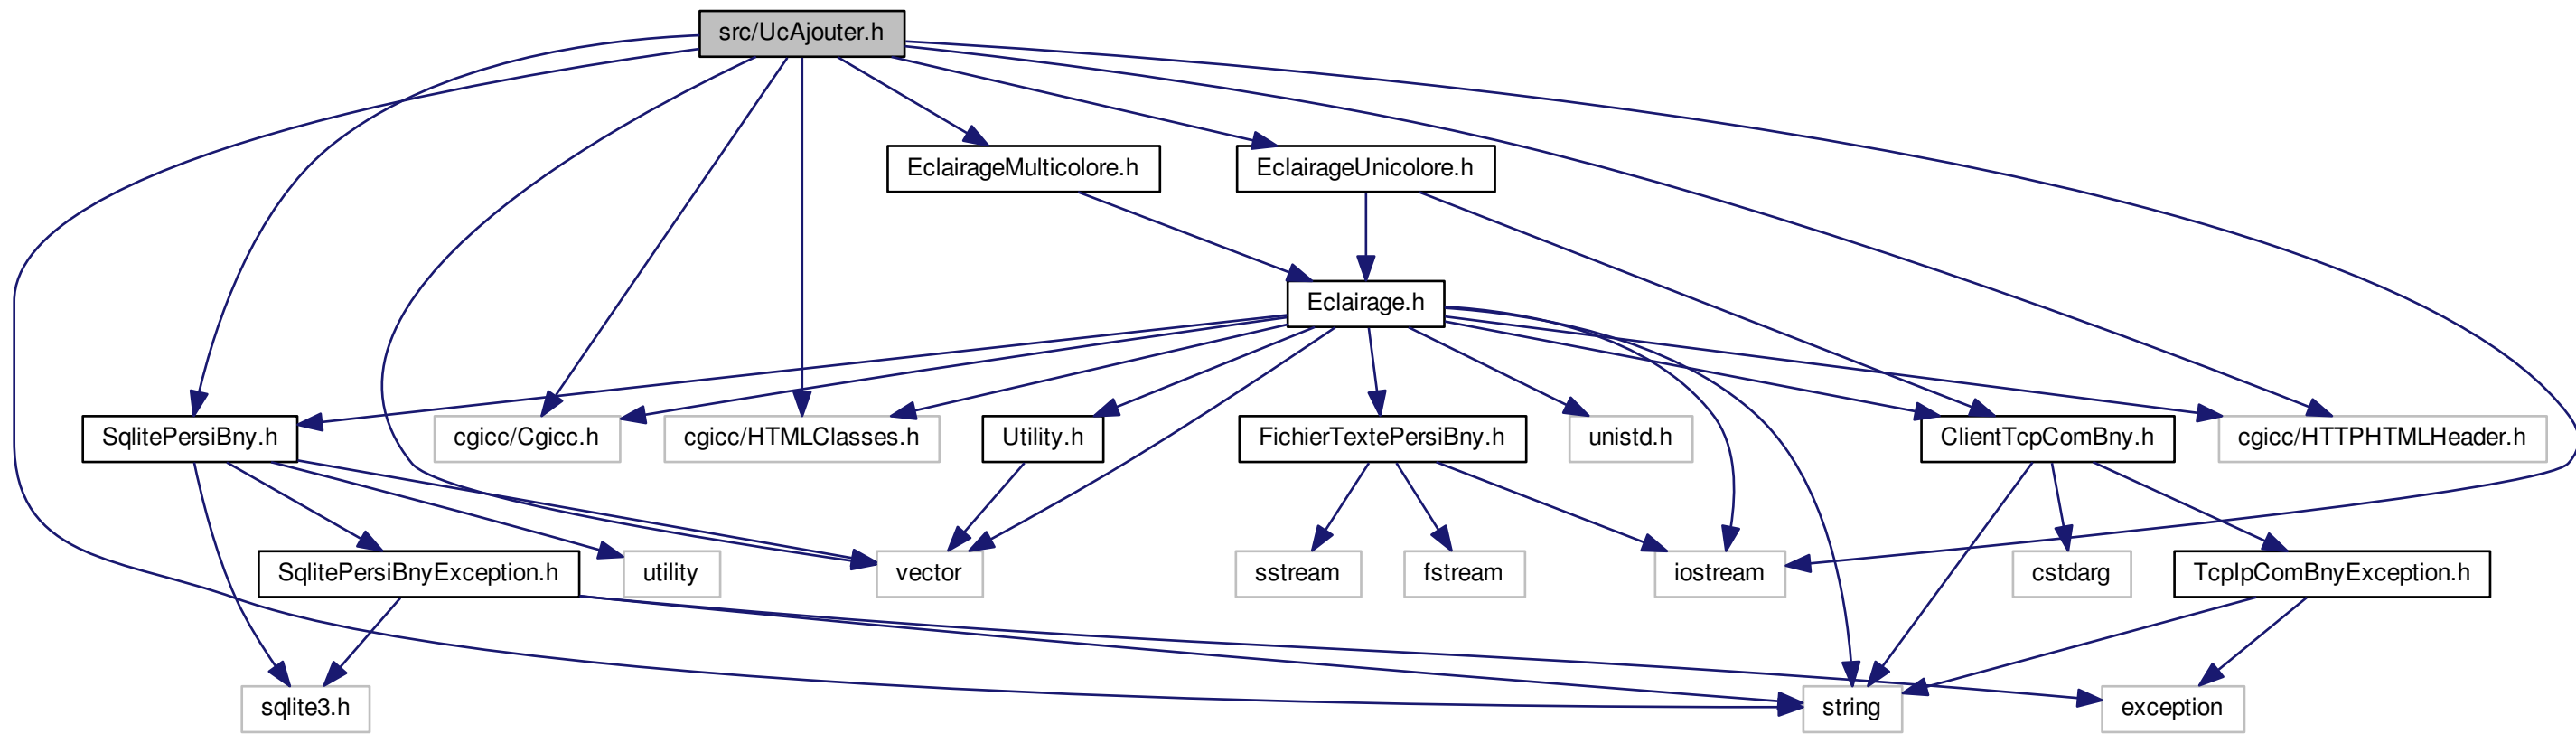 src/UcAjouter.h
EclairageMulticolore.h
EclairageUnicolore.h
Eclairage.h
SqlitePersiBny.h
cgicc/Cgicc.h
cgicc/HTMLClasses.h
Utility.h
FichierTextePersiBny.h
unistd.h
ClientTcpComBny.h
cgicc/HTTPHTMLHeader.h
SqlitePersiBnyException.h
utility
vector
sstream
fstream
iostream
cstdarg
TcpIpComBnyException.h
sqlite3.h
string
exception